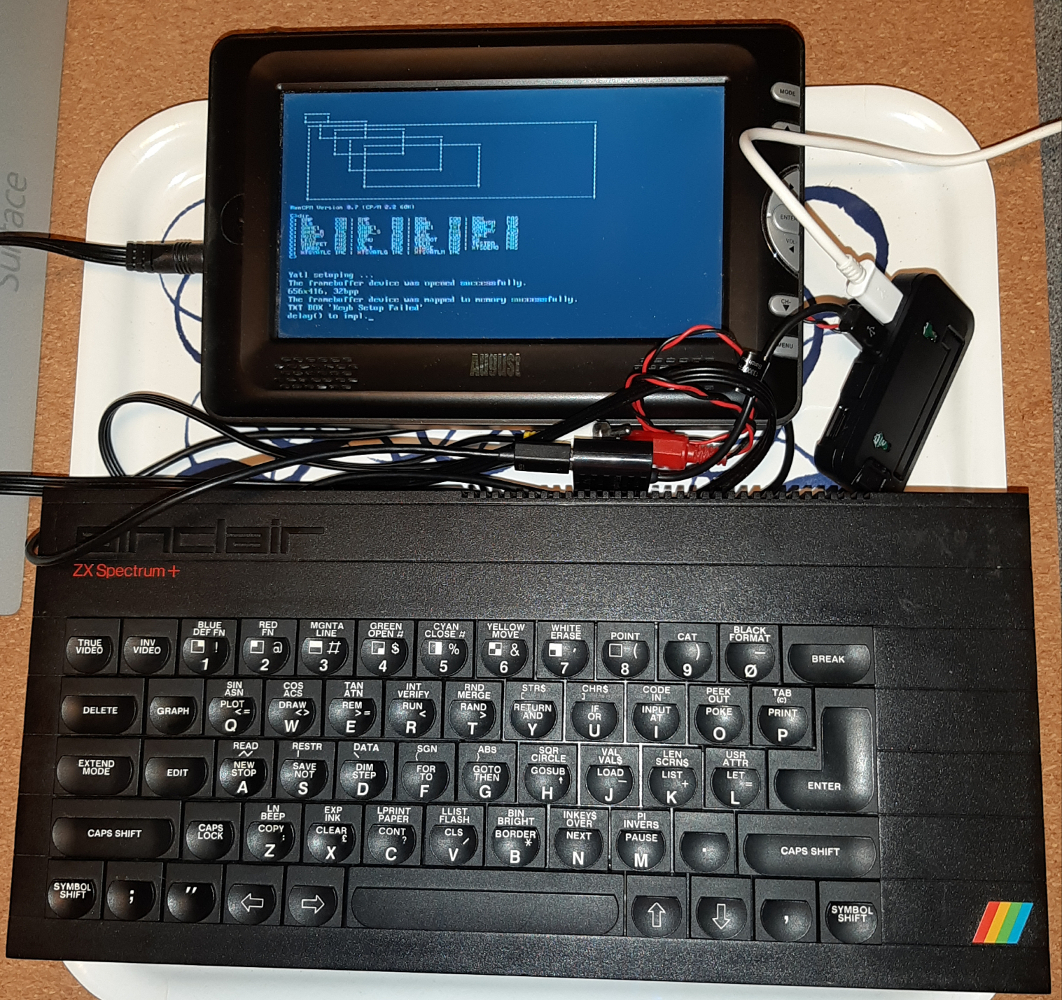 Surface
MODE
ENTER
VOL
CH-
MENU
RunCPM Version 3.7 (CP/M 2.2 60K)
Yatl setuping ...
The framebuffer device was opened successfully.
656x416, 32bpp
The framebuffer device was mapped to memory successfully.
TXT BOX 'Keyb Setup Failed'
delay() to impl._
August
sinclair
ZX Spectrum+
BLUE RED MGNTA GREEN CYAN YELLOW WHITE BLACK
DEF FN FN LINE OPEN # CLOSE # MOVE ERASE POINT CAT FORMAT
TRUE VIDEO INV VIDEO ! @ # $ % & ' ( ) _ BREAK
1 2 3 4 5 6 7 8 9 0
SIN COS TAN INT RND STR$ CHR$ CODE PEEK TAB
ASN ACS ATN VERIFY MERGE [ ] IN OUT (c)
DELETE GRAPH PLOT <= DRAW <> REM >= RUN < RAND > RETURN AND IF OR INPUT AT POKE ; PRINT "
Q W E R T Y U I O P
READ RESTR DATA SGN ABS SQR VAL LEN USR
~ | \ { } CIRCLE VAL$ SCRN$ ATTR
EXTEND MODE EDIT NEW STOP SAVE NOT DIM STEP FOR TO GOTO THEN GOSUB ↑ LOAD – LIST + LET = ENTER
A S D F G H J K L
LN EXP LPRINT LLIST BIN INKEYS PI
BEEP INK PAPER FLASH BRIGHT OVER INVERS
CAPS SHIFT CAPS LOCK COPY : CLEAR £ CONT ? CLS / BORDER * NEXT PAUSE . CAPS SHIFT
Z X C V B N M
SYMBOL SHIFT ; " ⇦ ⇨ ⇧ ⇩ , SYMBOL SHIFT